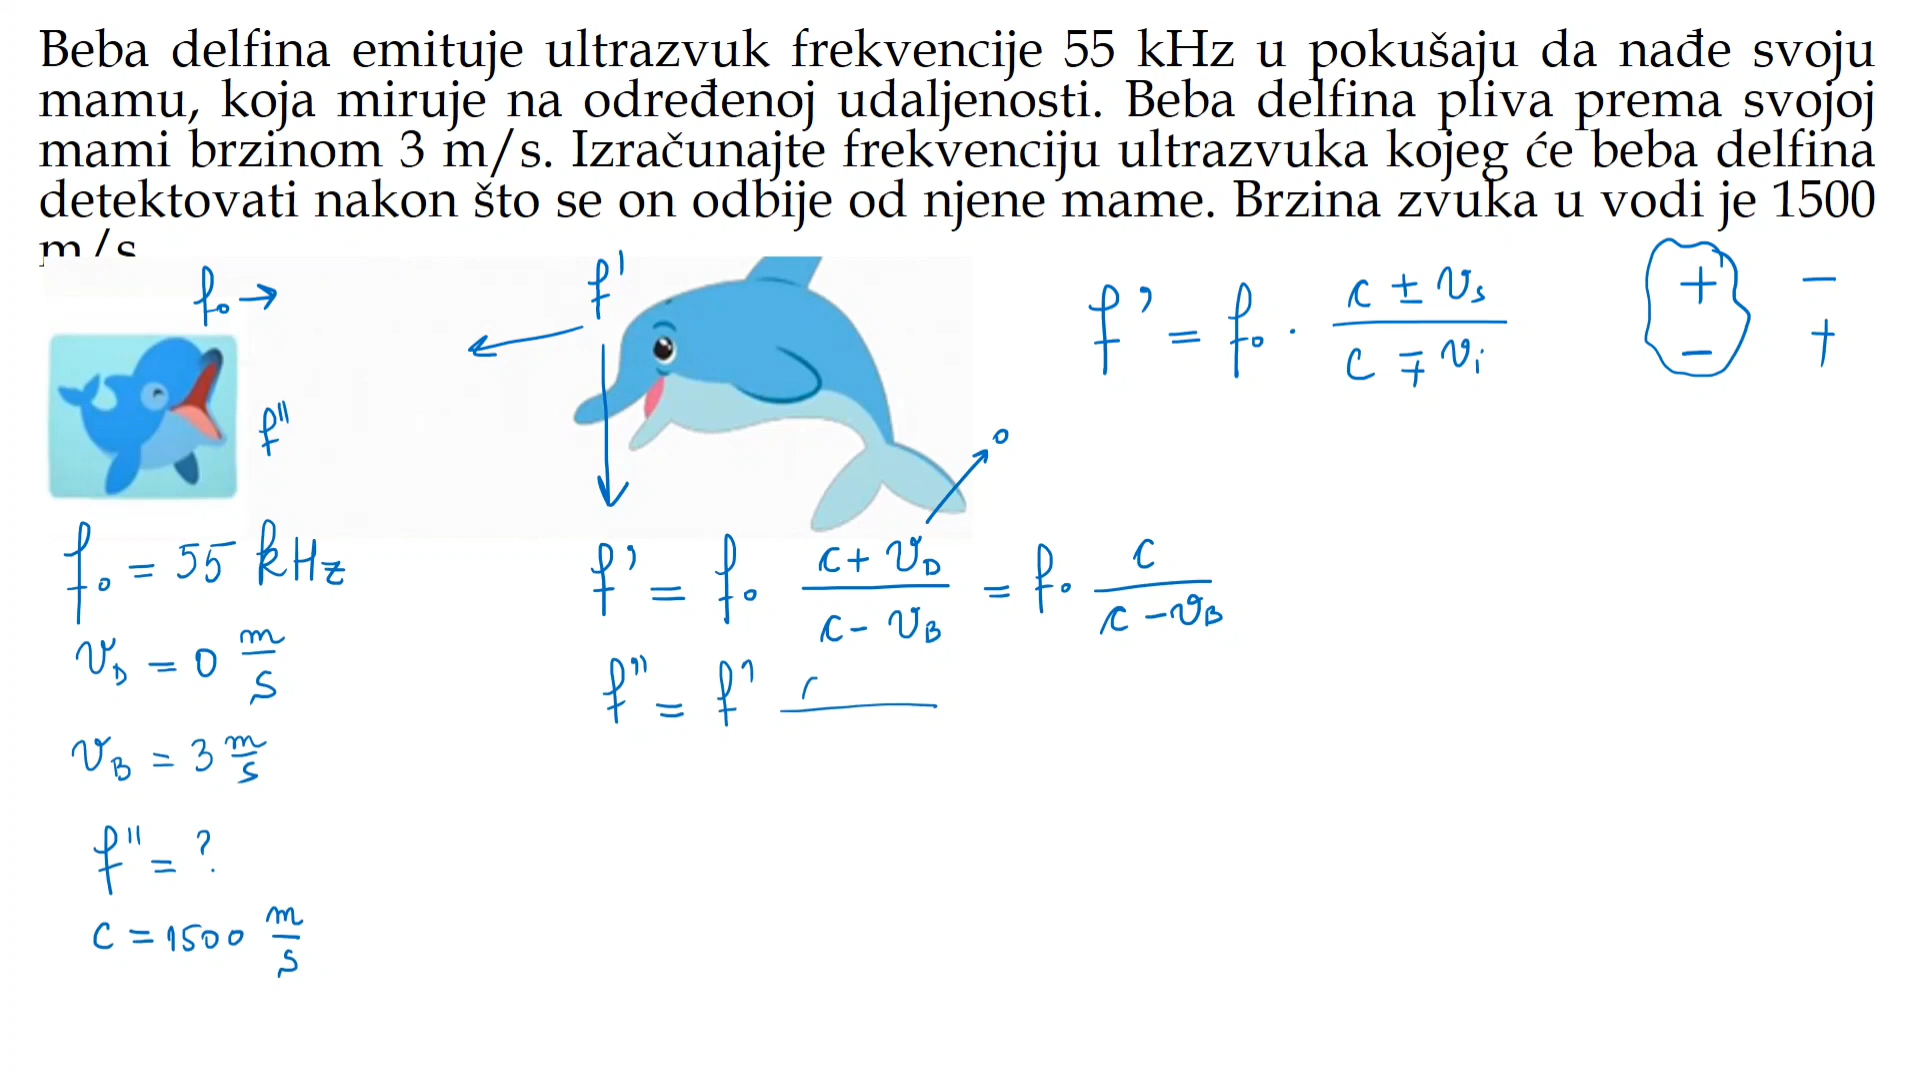 Beba delfina emituje ultrazvuk frekvencije 55 kHz u pokušaju da nađe svoju
mamu, koja miruje na određenoj udaljenosti. Beba delfina pliva prema svojoj
mami brzinom 3 m/s. Izračunajte frekvenciju ultrazvuka kojeg će beba delfina
detektovati nakon što se on odbije od njene mame. Brzina zvuka u vodi je 1500
m/s
f₀ →
f'
f' = f₀ · (c ± vₛ)/(c ∓ vᵢ)
+ −
− +
f''
0
f₀ = 55 kHz
f' = f₀ (c + v_D)/(c − v_B) = f₀ c/(c − v_B)
v_D = 0 m/s
f'' = f' (
v_B = 3 m/s
f'' = ?
c = 1500 m/s